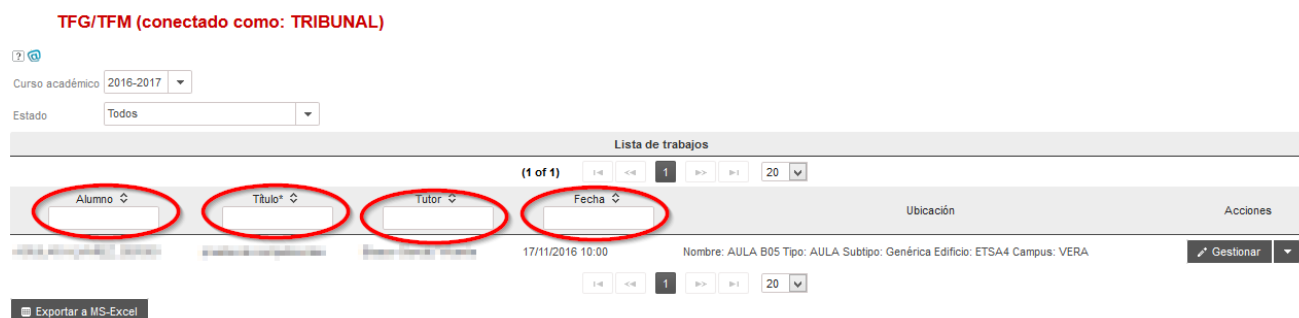 TFG/TFM (conectado como: TRIBUNAL)
?
Curso académico 2016-2017
Estado Todos
Lista de trabajos
(1 of 1) 1 20
Alumno Título* Tutor Fecha Ubicación Acciones
17/11/2016 10:00 Nombre: AULA B05 Tipo: AULA Subtipo: Genérica Edificio: ETSA4 Campus: VERA Gestionar
1 20
Exportar a MS-Excel